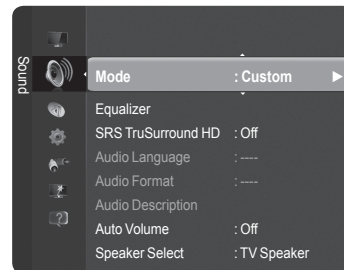 Sound
Mode : Custom
Equalizer
SRS TruSurround HD : Off
Audio Language : ----
Audio Format : ----
Audio Description
Auto Volume : Off
Speaker Select : TV Speaker